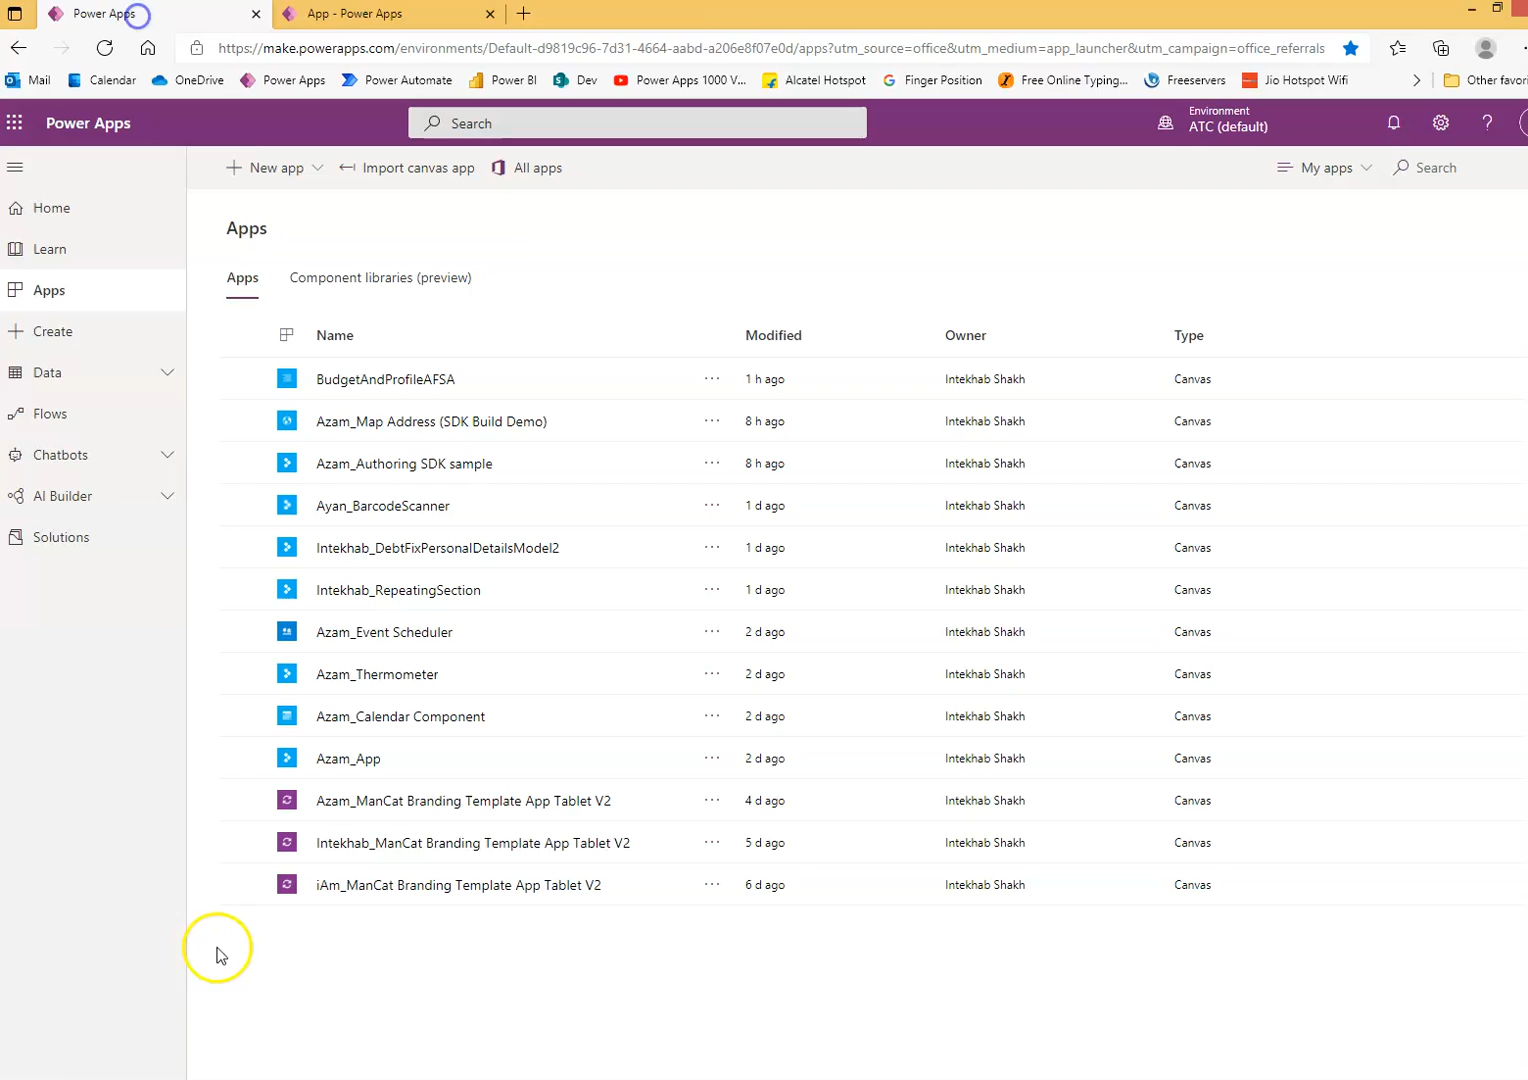 Power Apps
App - Power Apps
https://make.powerapps.com/environments/Default-d9819c96-7d31-4664-aabd-a206e8f07e0d/apps?utm_source=office&utm_medium=app_launcher&utm_campaign=office_referrals
Mail Calendar OneDrive Power Apps Power Automate Power BI Dev Power Apps 1000 V... Alcatel Hotspot Finger Position Free Online Typing... Freeservers Jio Hotspot Wifi Other favori
Power Apps
Search
Environment
ATC (default)
New app Import canvas app All apps My apps Search
Home
Learn
Apps
Create
Data
Flows
Chatbots
AI Builder
Solutions
Apps
Apps Component libraries (preview)
Name Modified Owner Type
BudgetAndProfileAFSA ... 1 h ago Intekhab Shakh Canvas
Azam_Map Address (SDK Build Demo) ... 8 h ago Intekhab Shakh Canvas
Azam_Authoring SDK sample ... 8 h ago Intekhab Shakh Canvas
Ayan_BarcodeScanner ... 1 d ago Intekhab Shakh Canvas
Intekhab_DebtFixPersonalDetailsModel2 ... 1 d ago Intekhab Shakh Canvas
Intekhab_RepeatingSection ... 1 d ago Intekhab Shakh Canvas
Azam_Event Scheduler ... 2 d ago Intekhab Shakh Canvas
Azam_Thermometer ... 2 d ago Intekhab Shakh Canvas
Azam_Calendar Component ... 2 d ago Intekhab Shakh Canvas
Azam_App ... 2 d ago Intekhab Shakh Canvas
Azam_ManCat Branding Template App Tablet V2 ... 4 d ago Intekhab Shakh Canvas
Intekhab_ManCat Branding Template App Tablet V2 ... 5 d ago Intekhab Shakh Canvas
iAm_ManCat Branding Template App Tablet V2 ... 6 d ago Intekhab Shakh Canvas